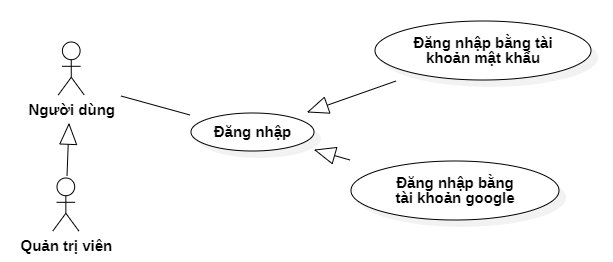 Đăng nhập bằng tài
khoản mật khẩu
Người dùng
Đăng nhập
Đăng nhập bằng
tài khoản google
Quản trị viên